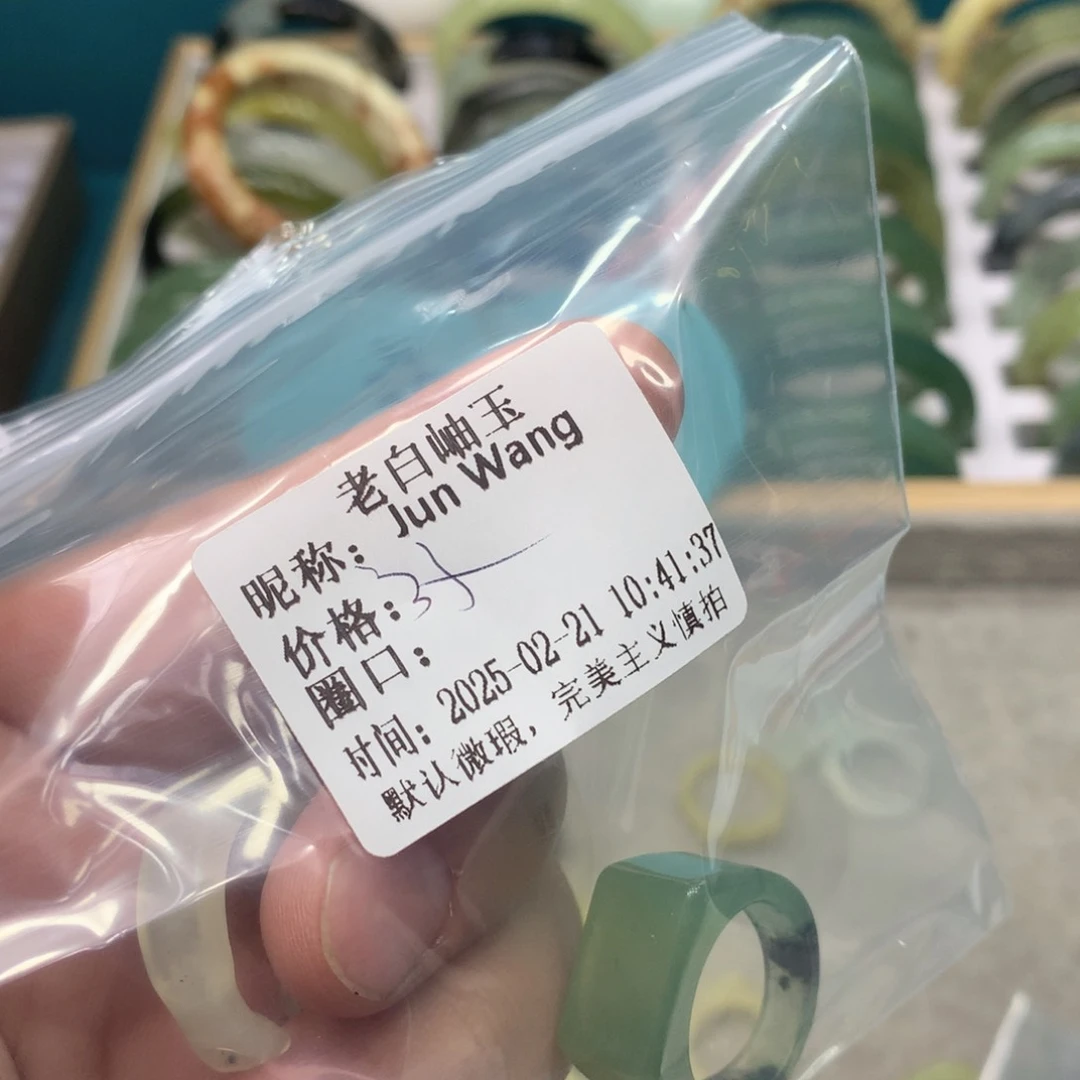 老白岫玉
昵称: Jun Wang
价格:
圈口:
时间: 2025-02-21 10:41:37
默认微瑕, 完美主义慎拍